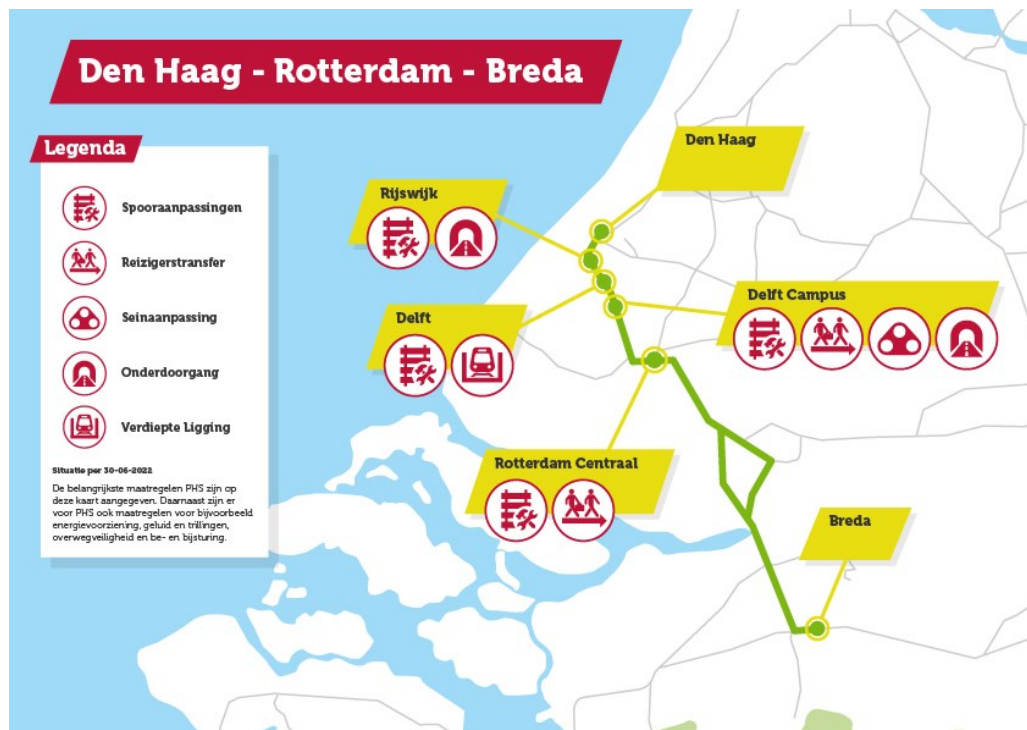 Den Haag - Rotterdam - Breda
Legenda
Spooraanpassingen
Reizigerstransfer
Seinaanpassing
Onderdoorgang
Verdiepte Ligging
Situatie per 30-06-2022
De belangrijkste maatregelen PHS zijn op
deze kaart aangegeven. Daarnaast zijn er
voor PHS ook maatregelen voor bijvoorbeeld
energievoorziening, geluid en trillingen,
overwegveiligheid en be- en bijsturing.
Den Haag
Rijswijk
Delft Campus
Delft
Rotterdam Centraal
Breda